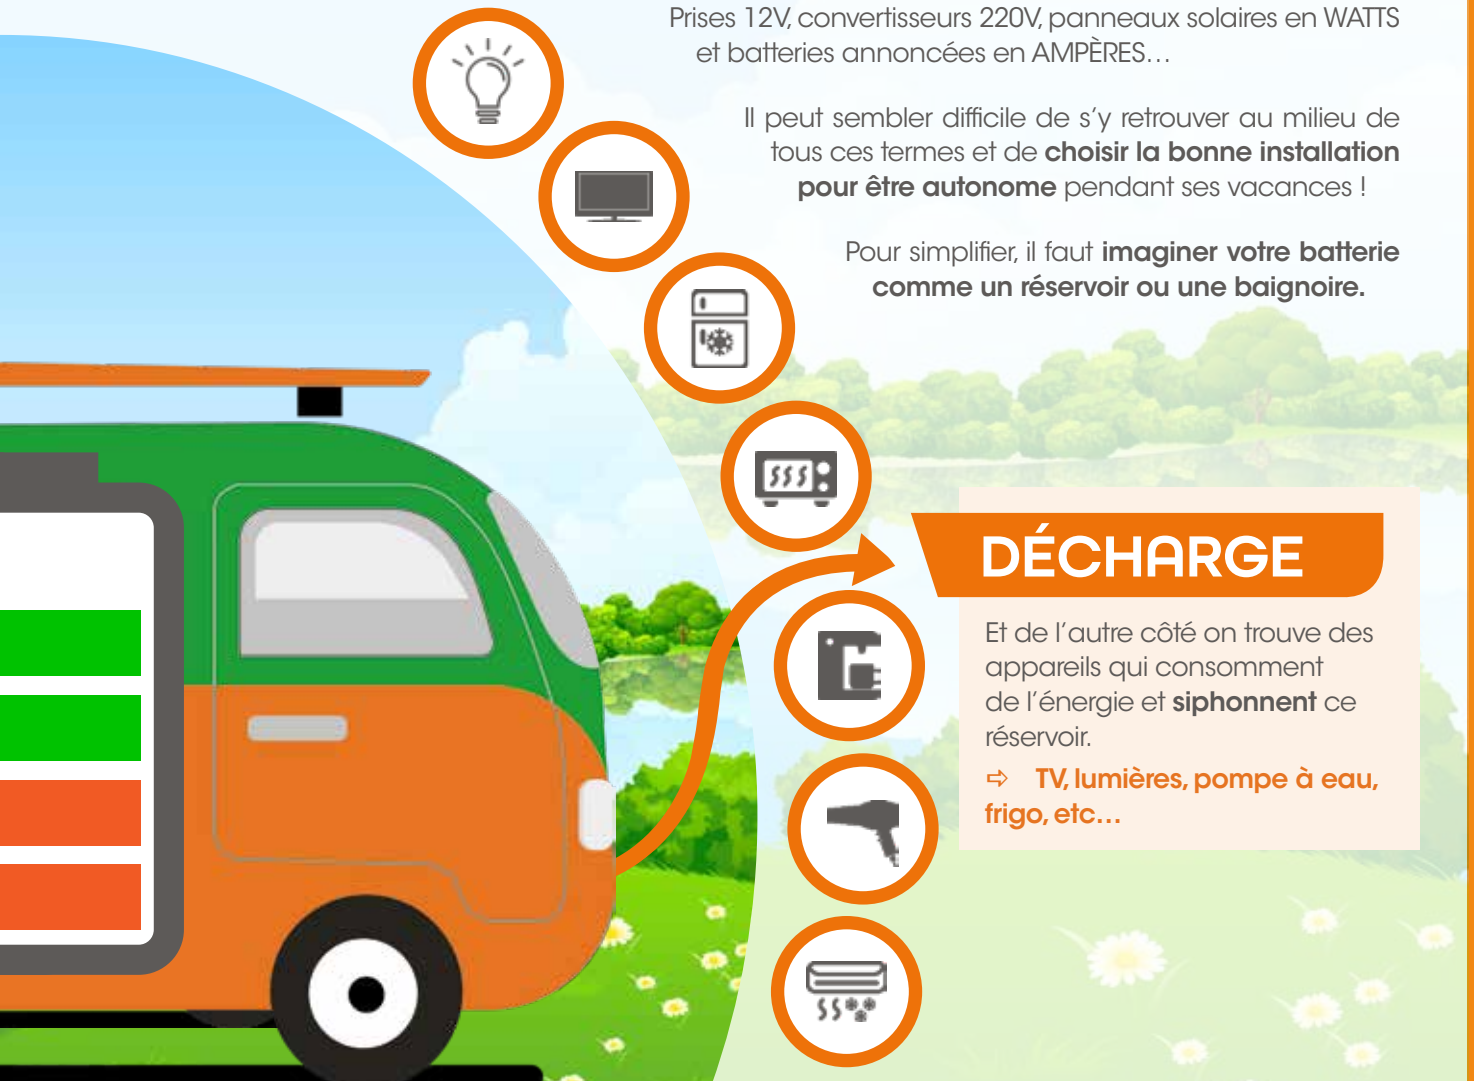 Prises 12V, convertisseurs 220V, panneaux solaires en WATTS
et batteries annoncées en AMPÈRES...
Il peut sembler difficile de s'y retrouver au milieu de
tous ces termes et de choisir la bonne installation
pour être autonome pendant ses vacances !
Pour simplifier, il faut imaginer votre batterie
comme un réservoir ou une baignoire.
DÉCHARGE
Et de l'autre côté on trouve des
appareils qui consomment
de l'énergie et siphonnent ce
réservoir.
⇨ TV, lumières, pompe à eau,
frigo, etc...